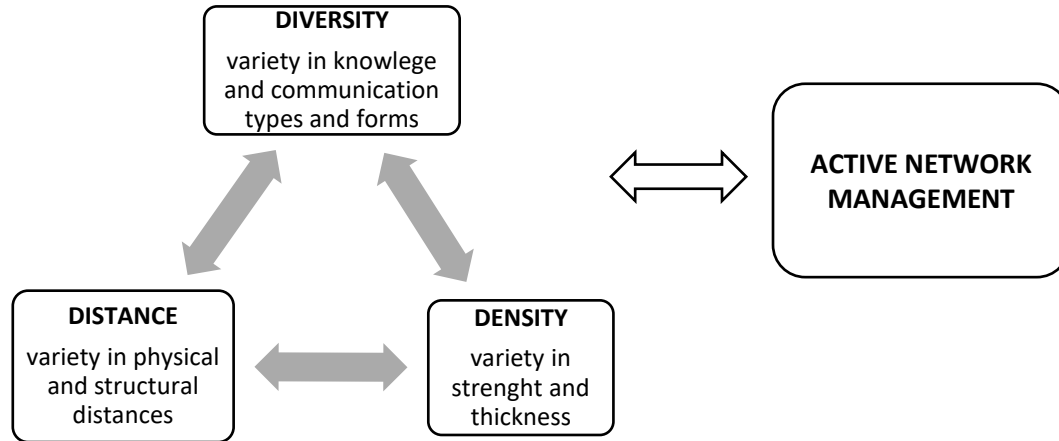 DIVERSITY
variety in knowlege
and communication
types and forms
ACTIVE NETWORK
MANAGEMENT
DISTANCE
variety in physical
and structural
distances
DENSITY
variety in
strenght and
thickness